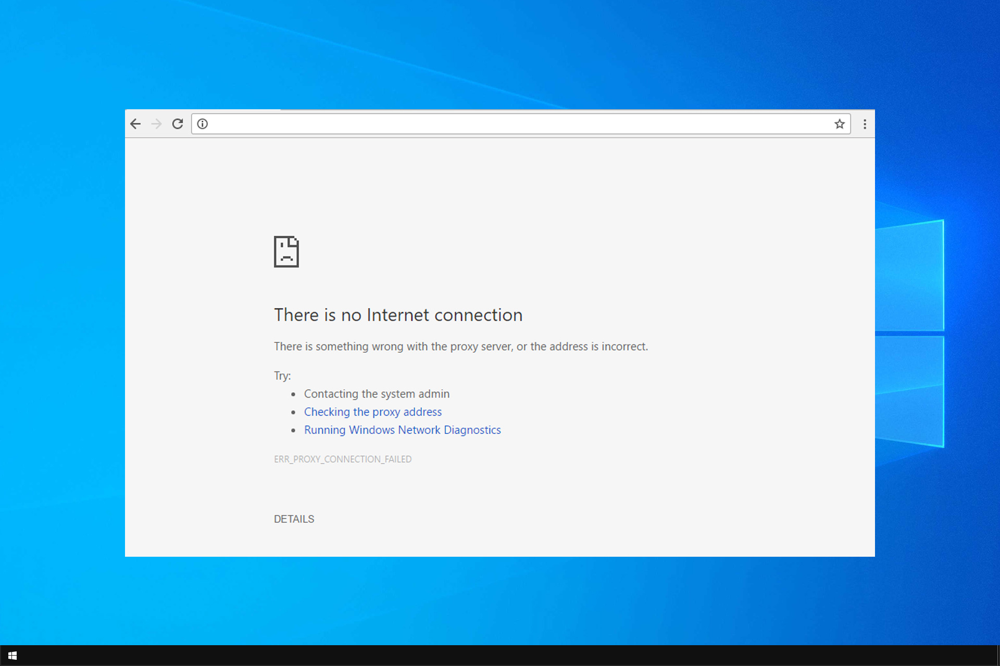 There is no Internet connection
There is something wrong with the proxy server, or the address is incorrect.
Try:
• Contacting the system admin
• Checking the proxy address
• Running Windows Network Diagnostics
ERR_PROXY_CONNECTION_FAILED
DETAILS